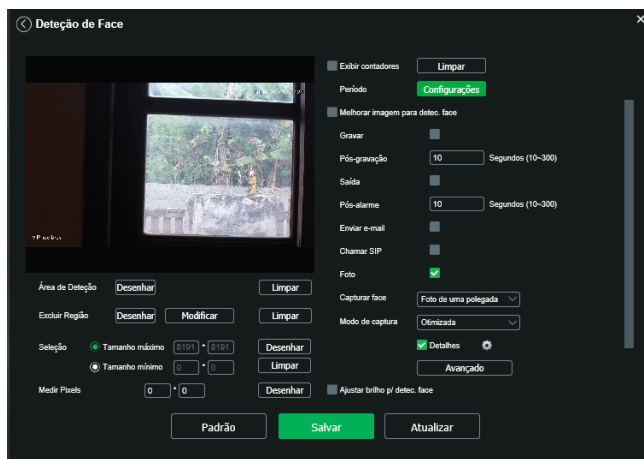 Deteção de Face
Exibir contadores Limpar
Período Configurações
Melhorar imagem para detec. face
Gravar
Pós-gravação 10 Segundos (10~300)
Saída
Pós-alarme 10 Segundos (10~300)
Enviar e-mail
Chamar SIP
Foto
Capturar face Foto de uma polegada
Modo de captura Otimizada
Detalhes
Avançado
Ajustar brilho p/ detec. face
Área de Deteção Desenhar Limpar
Excluir Região Desenhar Modificar Limpar
Seleção Tamanho máximo 8191 * 8191 Desenhar
Tamanho mínimo 0 * 0 Limpar
Medir Pixels 0 * 0 Desenhar
Padrão Salvar Atualizar